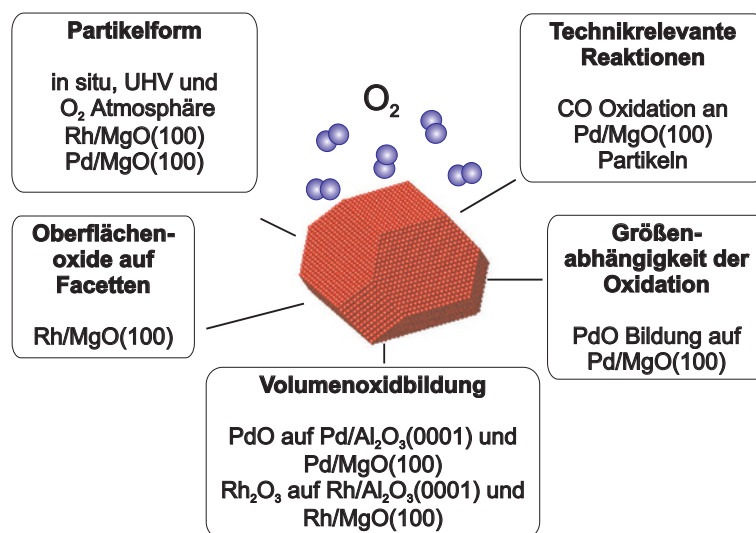 Partikelform
in situ, UHV und
O₂ Atmosphäre
Rh/MgO(100)
Pd/MgO(100)
O₂
Technikrelevante
Reaktionen
CO Oxidation an
Pd/MgO(100)
Partikeln
Oberflächen-
oxide auf
Facetten
Rh/MgO(100)
Größen-
abhängigkeit der
Oxidation
PdO Bildung auf
Pd/MgO(100)
Volumenoxidbildung
PdO auf Pd/Al₂O₃(0001) und
Pd/MgO(100)
Rh₂O₃ auf Rh/Al₂O₃(0001) und
Rh/MgO(100)